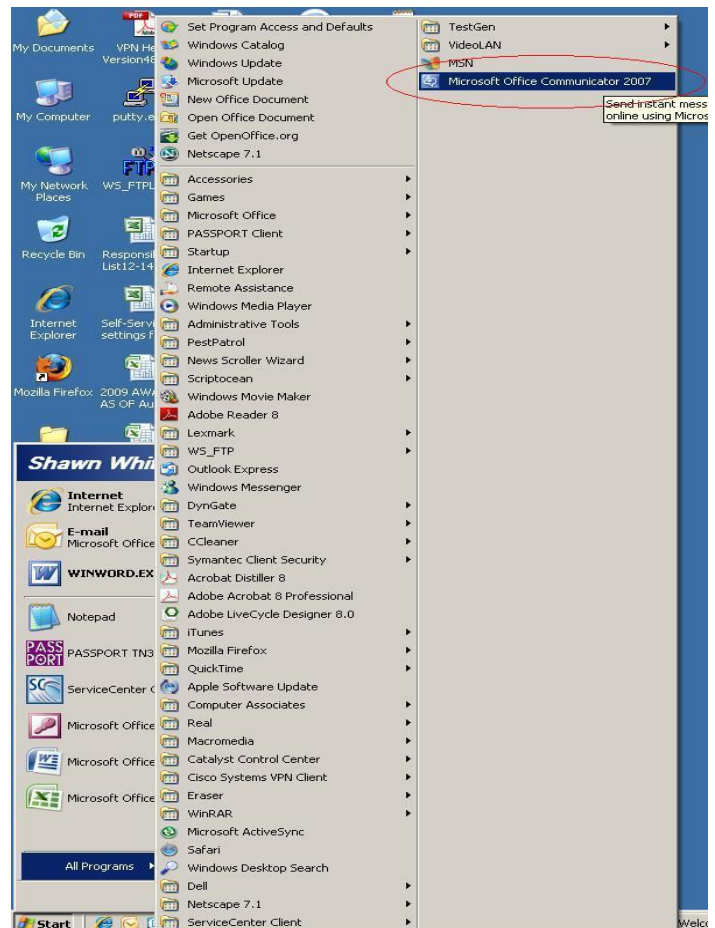 My Documents
VPN
Version48
My Computer
putty.e
My Network
Places
WS_FTPL
Recycle Bin
List12-14
Internet
Explorer
settings
Mozilla Firefox
2009
AS OF
Set Program Access and Defaults
Windows Catalog
Windows Update
Microsoft Update
New Office Document
Open Office Document
Get OpenOffice.org
Netscape 7.1
Accessories
Games
Microsoft Office
PASSPORT Client
Startup
Internet Explorer
Remote Assistance
Windows Media Player
Administrative Tools
PestPatrol
News Scroller Wizard
Scriptocean
Windows Movie Maker
Adobe Reader 8
Lexmark
WS_FTP
Outlook Express
Windows Messenger
DynGate
TeamViewer
CCleaner
Symantec Client Security
Acrobat Distiller 8
Adobe Acrobat 8 Professional
Adobe LiveCycle Designer 8.0
iTunes
Mozilla Firefox
QuickTime
Apple Software Update
Computer Associates
Real
Macromedia
Catalyst Control Center
Cisco Systems VPN Client
Eraser
WinRAR
Microsoft ActiveSync
Safari
Windows Desktop Search
Dell
Netscape 7.1
ServiceCenter Client
TestGen
VideoLAN
MSN
Microsoft Office Communicator 2007
Send instant mess
online using Micros
Shawn Whi
Internet
Internet Explor
E-mail
Microsoft Office
WINWORD.EX
Notepad
PASSPORT TN3
ServiceCenter
Microsoft Office
Microsoft Office
Microsoft Office
All Programs
Start
Welc